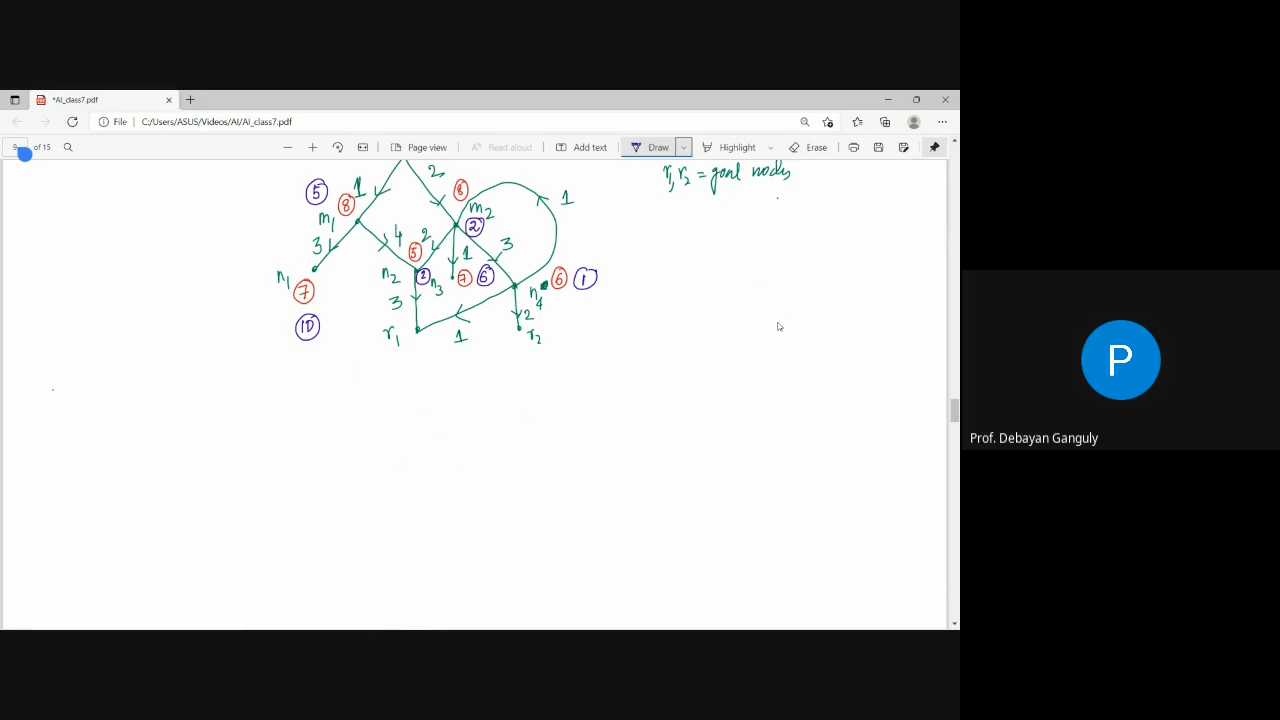 *AI_class7.pdf
File C:/Users/ASUS/Videos/AI/AI_class7.pdf
9 of 15 Page view Read aloud Add text Draw Highlight Erase
r1, r2 = goal nodes
1 2 8 1
5 8 m2
m1 2
4 2 3
3 5 1
n2 2 n3 7 6 n4 6 1
n1 7
3 2
10 r1 1 r2
P
Prof. Debayan Ganguly